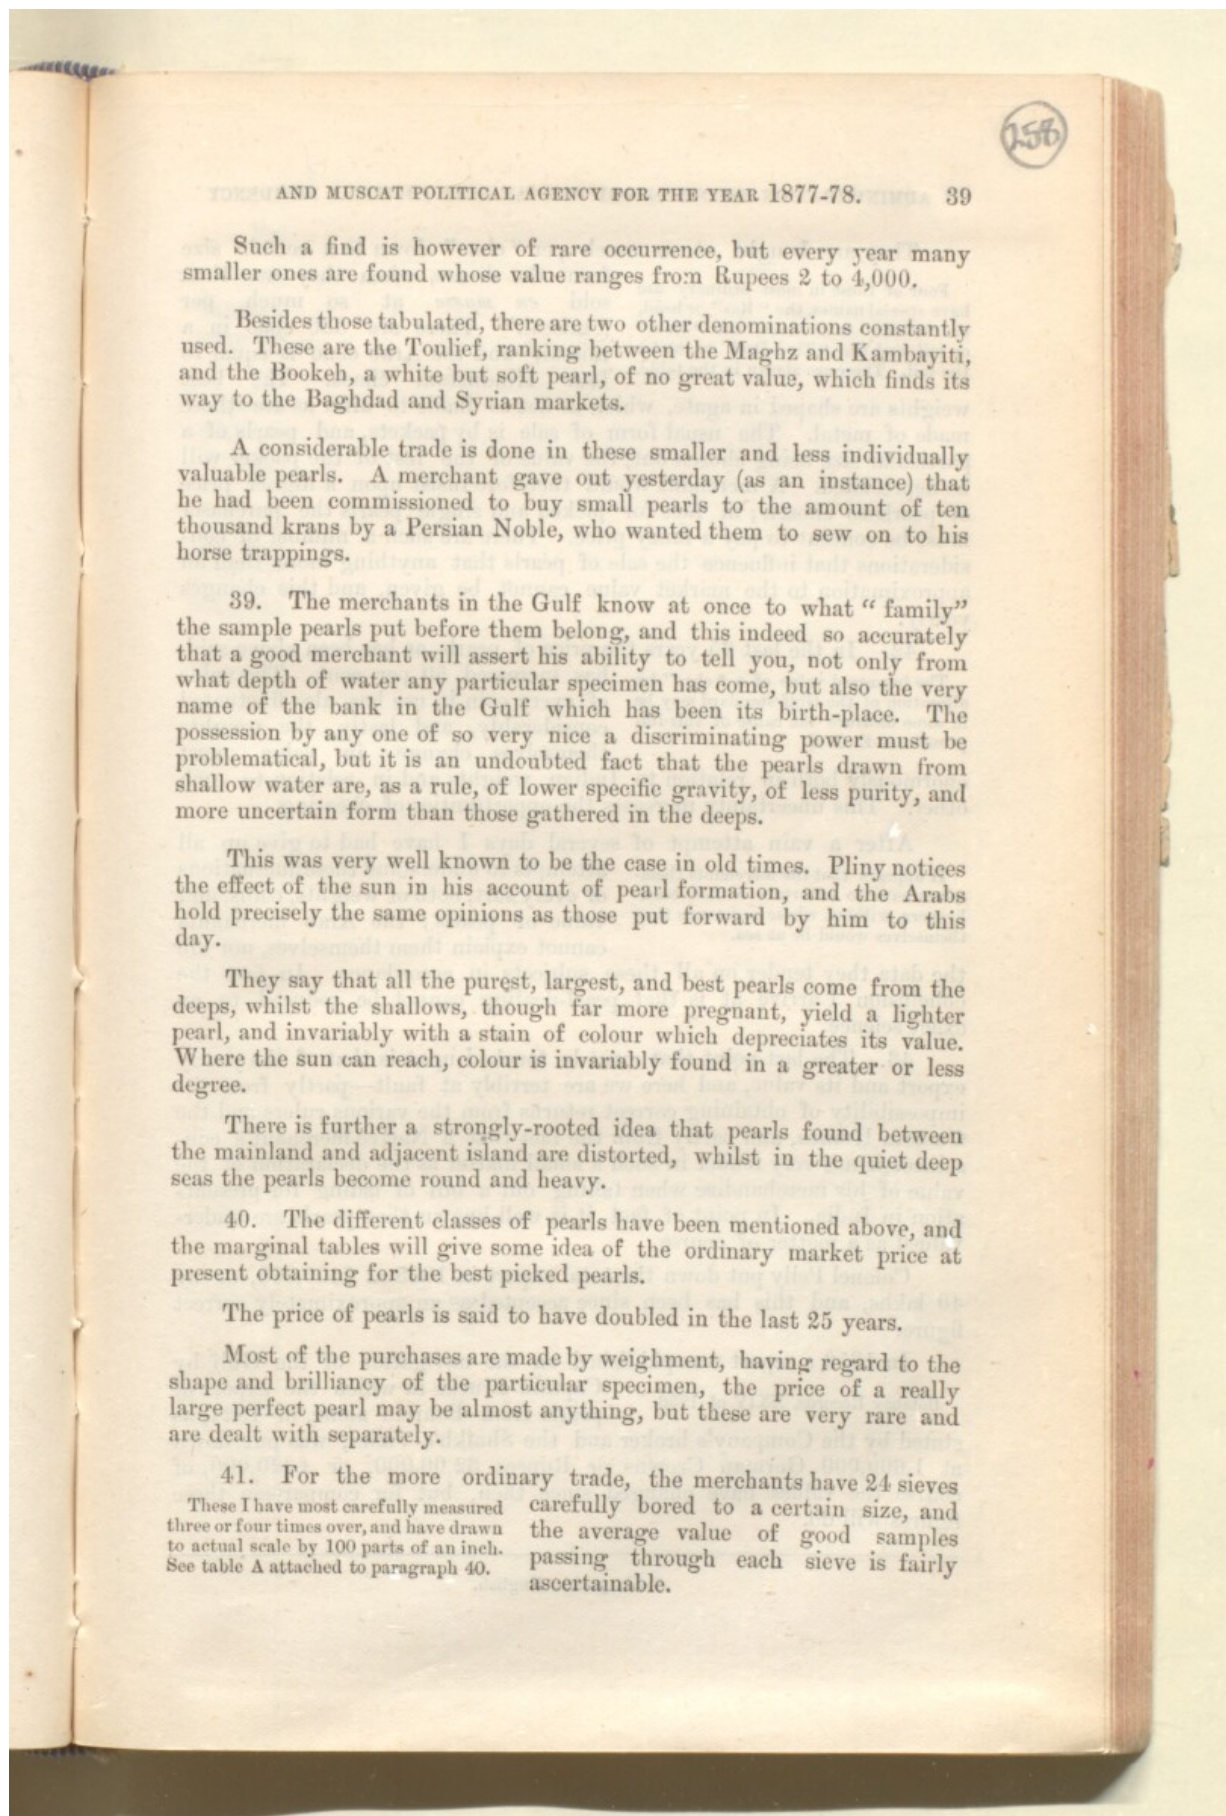 258
AND MUSCAT POLITICAL AGENCY FOR THE YEAR 1877-78. 39
Such a find is however of rare occurrence, but every year many
smaller ones are found whose value ranges from Rupees 2 to 4,000.
Besides those tabulated, there are two other denominations constantly
used. These are the Toulief, ranking between the Maghz and Kambayiti,
and the Bookeh, a white but soft pearl, of no great value, which finds its
way to the Baghdad and Syrian markets.
A considerable trade is done in these smaller and less individually
valuable pearls. A merchant gave out yesterday (as an instance) that
he had been commissioned to buy small pearls to the amount of ten
thousand krans by a Persian Noble, who wanted them to sew on to his
horse trappings.
39. The merchants in the Gulf know at once to what “ family”
the sample pearls put before them belong, and this indeed so accurately
that a good merchant will assert his ability to tell you, not only from
what depth of water any particular specimen has come, but also the very
name of the bank in the Gulf which has been its birth-place. The
possession by any one of so very nice a discriminating power must be
problematical, but it is an undoubted fact that the pearls drawn from
shallow water are, as a rule, of lower specific gravity, of less purity, and
more uncertain form than those gathered in the deeps.
This was very well known to be the case in old times. Pliny notices
the effect of the sun in his account of pearl formation, and the Arabs
hold precisely the same opinions as those put forward by him to this
day.
They say that all the purest, largest, and best pearls come from the
deeps, whilst the shallows, though far more pregnant, yield a lighter
pearl, and invariably with a stain of colour which depreciates its value.
Where the sun can reach, colour is invariably found in a greater or less
degree.
There is further a strongly-rooted idea that pearls found between
the mainland and adjacent island are distorted, whilst in the quiet deep
seas the pearls become round and heavy.
40. The different classes of pearls have been mentioned above, and
the marginal tables will give some idea of the ordinary market price at
present obtaining for the best picked pearls.
The price of pearls is said to have doubled in the last 25 years.
Most of the purchases are made by weighment, having regard to the
shape and brilliancy of the particular specimen, the price of a really
large perfect pearl may be almost anything, but these are very rare and
are dealt with separately.
41. For the more ordinary trade, the merchants have 24 sieves
carefully bored to a certain size, and
the average value of good samples
passing through each sieve is fairly
ascertainable.
These I have most carefully measured
three or four times over, and have drawn
to actual scale by 100 parts of an inch.
See table A attached to paragraph 40.